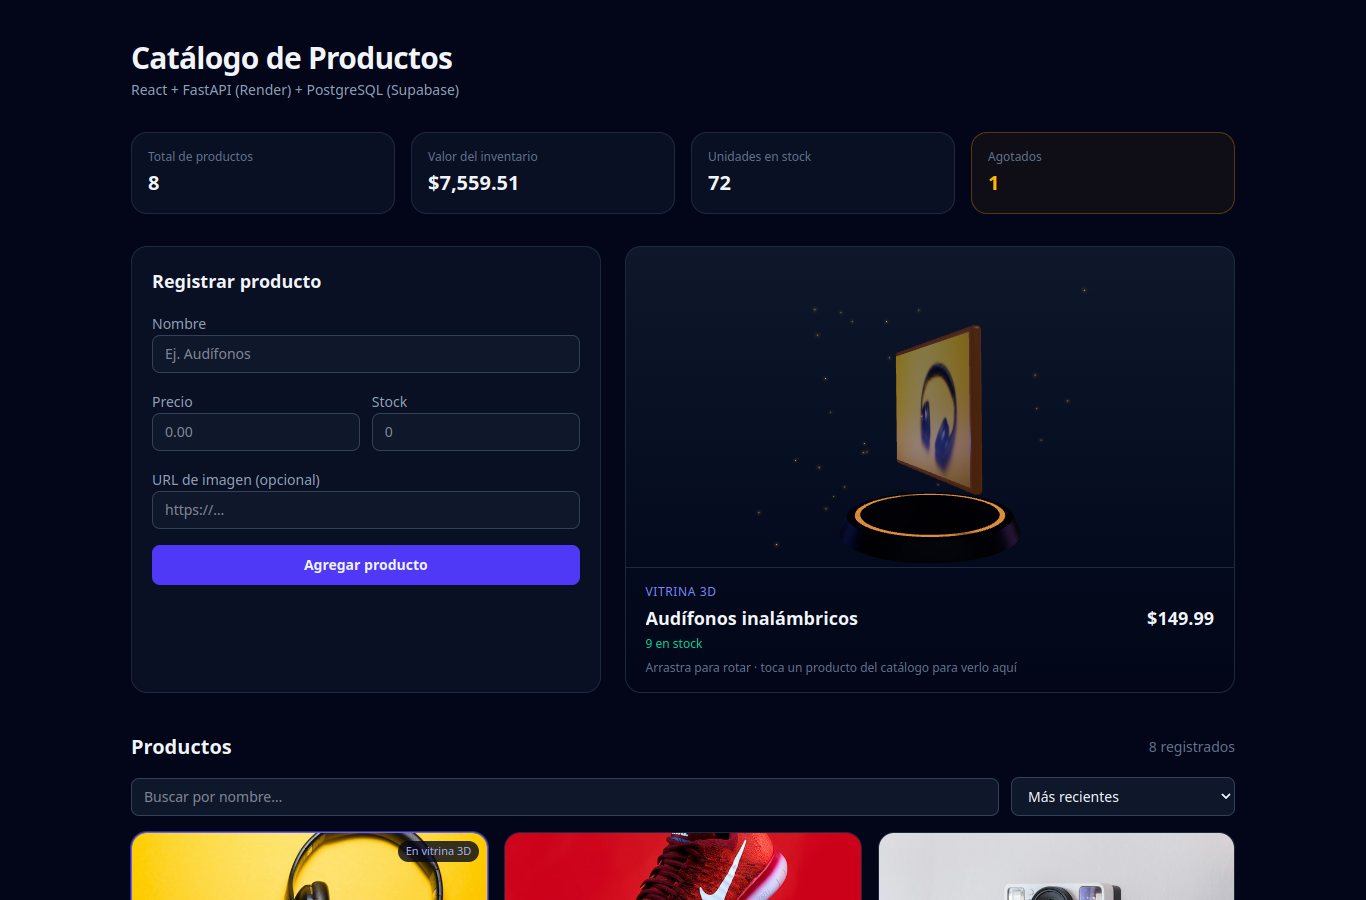 Catálogo de Productos
React + FastAPI (Render) + PostgreSQL (Supabase)
Total de productos
8
Valor del inventario
$7,559.51
Unidades en stock
72
Agotados
1
Registrar producto
Nombre
Ej. Audífonos
Precio
Stock
0.00
0
URL de imagen (opcional)
https://...
Agregar producto
VITRINA 3D
Audífonos inalámbricos
$149.99
9 en stock
Arrastra para rotar · toca un producto del catálogo para verlo aquí
Productos
8 registrados
Buscar por nombre...
Más recientes
En vitrina 3D